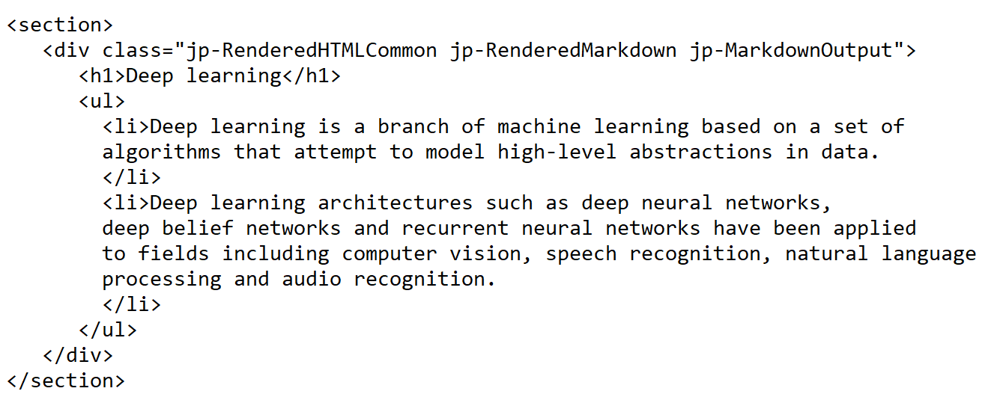 <section>
   <div class="jp-RenderedHTMLCommon jp-RenderedMarkdown jp-MarkdownOutput">
      <h1>Deep learning</h1>
      <ul>
        <li>Deep learning is a branch of machine learning based on a set of
        algorithms that attempt to model high-level abstractions in data.
        </li>
        <li>Deep learning architectures such as deep neural networks,
        deep belief networks and recurrent neural networks have been applied
        to fields including computer vision, speech recognition, natural language
        processing and audio recognition.
        </li>
      </ul>
   </div>
</section>